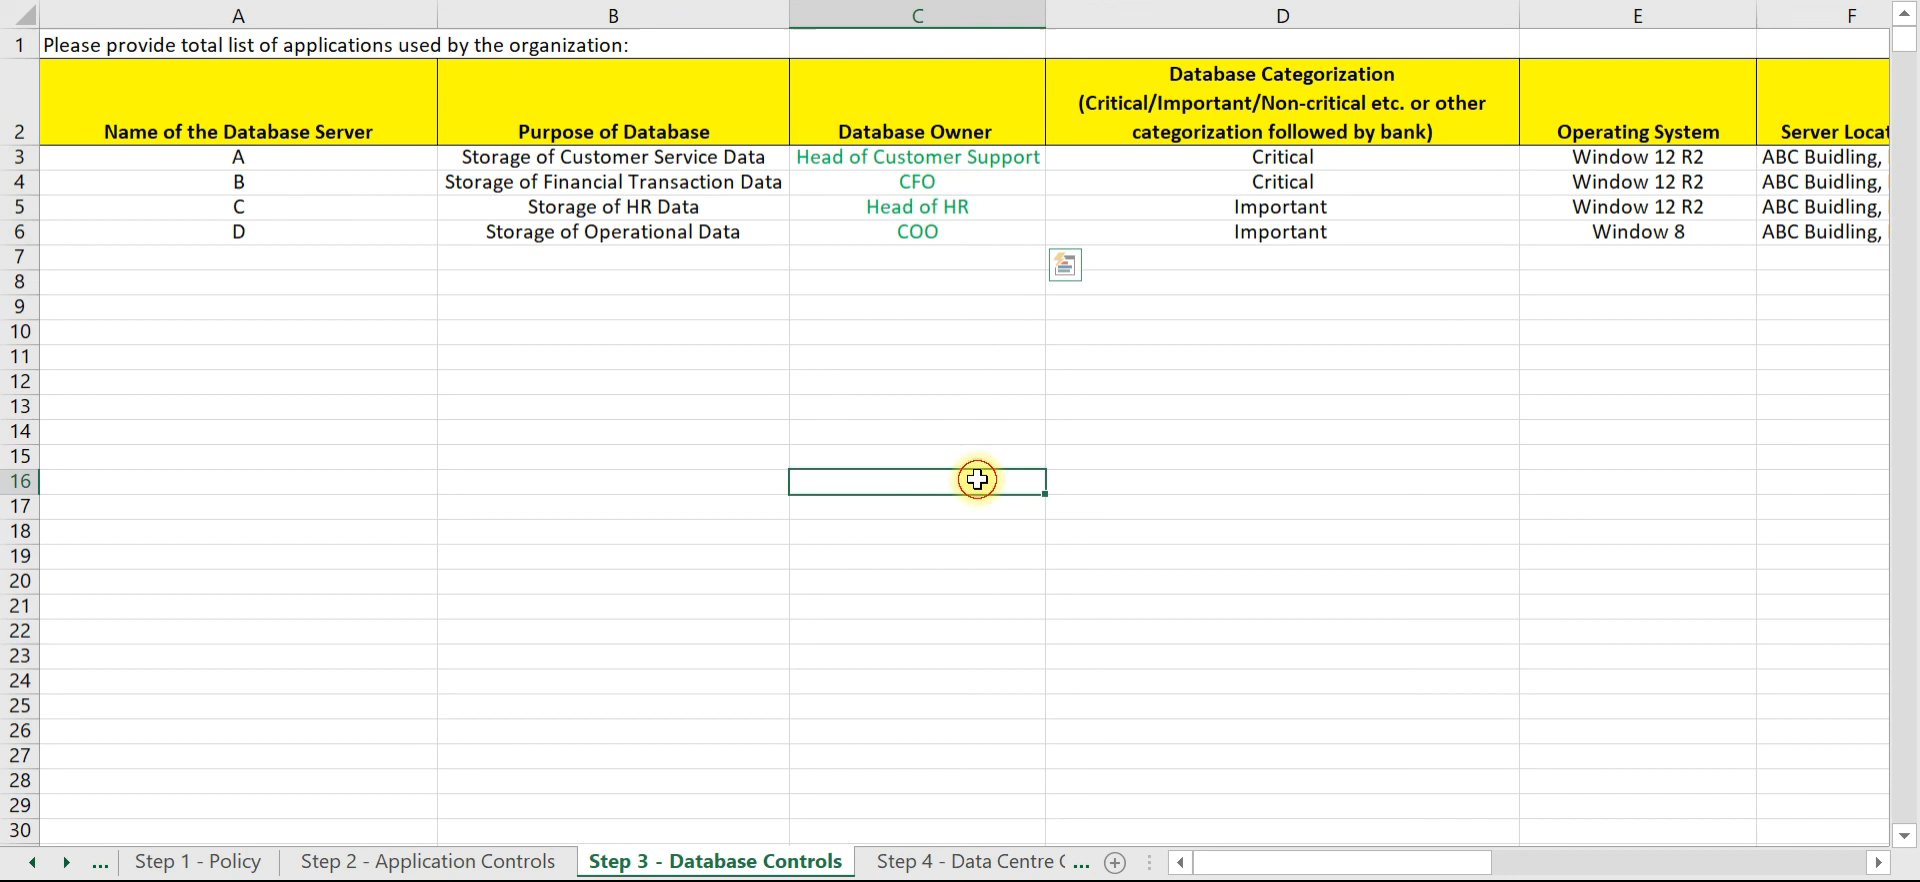 A B C D E F
1 Please provide total list of applications used by the organization:
Database Categorization
(Critical/Important/Non-critical etc. or other
2 Name of the Database Server Purpose of Database Database Owner categorization followed by bank) Operating System Server Locat
3 A Storage of Customer Service Data Head of Customer Support Critical Window 12 R2 ABC Buidling,
4 B Storage of Financial Transaction Data CFO Critical Window 12 R2 ABC Buidling,
5 C Storage of HR Data Head of HR Important Window 12 R2 ABC Buidling,
6 D Storage of Operational Data COO Important Window 8 ABC Buidling,
7
8
9
10
11
12
13
14
15
16
17
18
19
20
21
22
23
24
25
26
27
28
29
30
... Step 1 - Policy Step 2 - Application Controls Step 3 - Database Controls Step 4 - Data Centre C ...